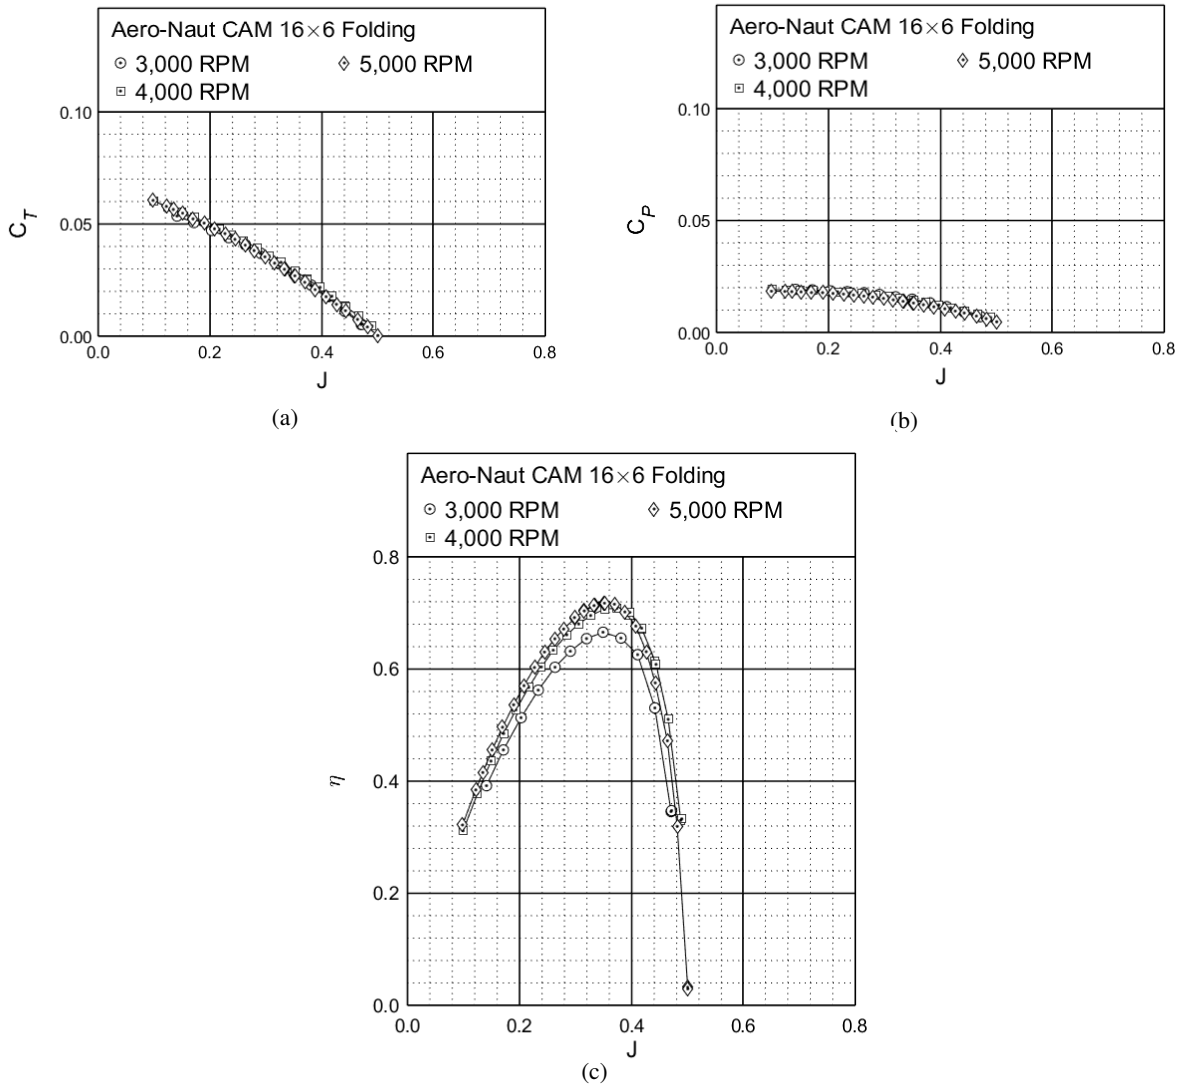 Aero-Naut CAM 16×6 Folding
3,000 RPM 5,000 RPM
4,000 RPM
0.10
0.05
0.00
C_T
0.0 0.2 0.4 0.6 0.8
J
(a)
Aero-Naut CAM 16×6 Folding
3,000 RPM 5,000 RPM
4,000 RPM
0.10
0.05
0.00
C_P
0.0 0.2 0.4 0.6 0.8
J
(b)
Aero-Naut CAM 16×6 Folding
3,000 RPM 5,000 RPM
4,000 RPM
0.8
0.6
0.4
0.2
0.0
η
0.0 0.2 0.4 0.6 0.8
J
(c)